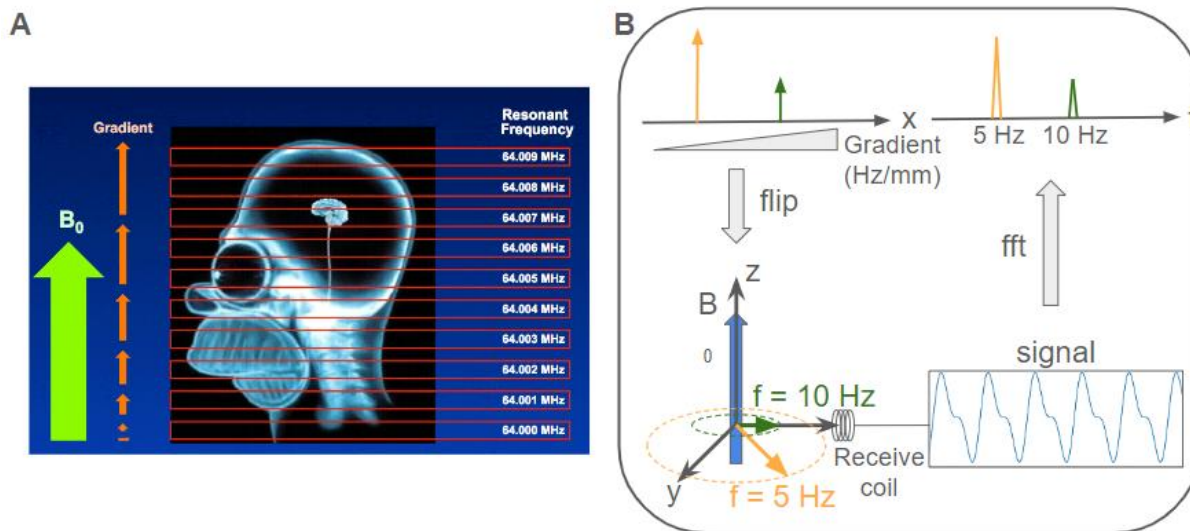 A
Gradient
B0
Resonant
Frequency
64.009 MHz
64.008 MHz
64.007 MHz
64.006 MHz
64.005 MHz
64.004 MHz
64.003 MHz
64.002 MHz
64.001 MHz
64.000 MHz
B
x
5 Hz 10 Hz
Gradient
(Hz/mm)
flip
fft
z
B
0
signal
f = 10 Hz
Receive
coil
y
f = 5 Hz